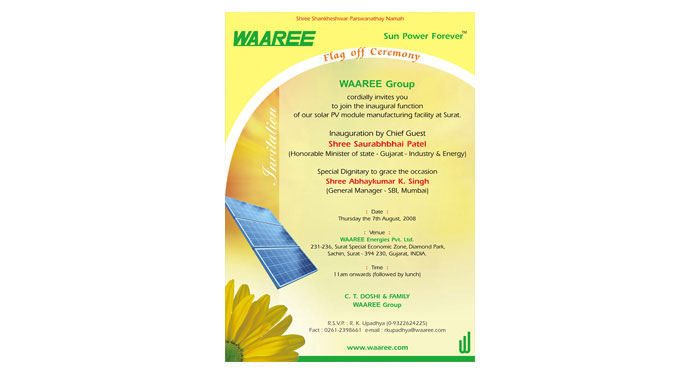 Shree Shankheshwar Parswanathay Namah
WAAREE
Sun Power Forever™
Flag off Ceremony
WAAREE Group
cordially invites you
to join the inaugural function
of our solar PV module manufacturing facility at Surat.
Invitation
Inauguration by Chief Guest
Shree Saurabhbhai Patel
(Honorable Minister of state - Gujarat - Industry & Energy)
Special Dignitary to grace the occasion
Shree Abhaykumar K. Singh
(General Manager - SBI, Mumbai)
: Date :
Thursday the 7th August, 2008
: Venue :
WAAREE Energies Pvt. Ltd.
231-236, Surat Special Economic Zone, Diamond Park,
Sachin, Surat - 394 230, Gujarat, INDIA.
: Time :
11am onwards (followed by lunch)
C. T. DOSHI & FAMILY
WAAREE Group
R.S.V.P. : R. K. Upadhya (0-9322624225)
Fact : 0261-2398661 e-mail : rkupadhya@waaree.com
www.waaree.com